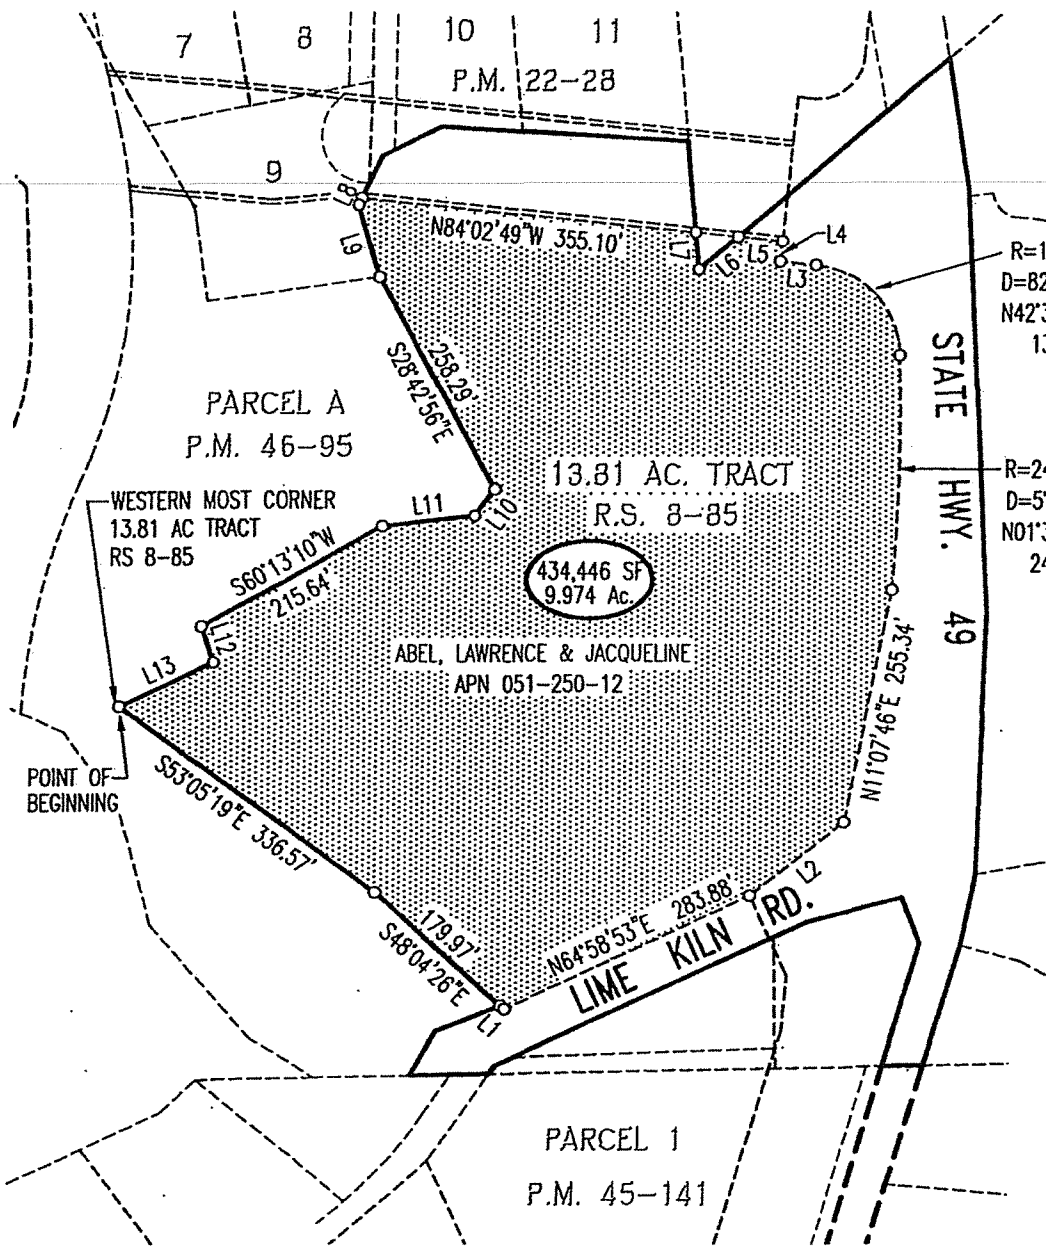 7
8
10
11
P.M. 22-28
9
L8
L9
N84°02'49"W 355.10'
L7
L6
L5
L4
L3
R=1
D=82
N42°3
13
258.29'
S28°42'56"E
STATE HWY. 49
PARCEL A
P.M. 46-95
13.81 AC. TRACT
R.S. 8-85
R=24
D=5°
N01°3
24
WESTERN MOST CORNER
13.81 AC TRACT
RS 8-85
L11
L10
S60°13'10"W
215.64'
434,446 SF
9.974 Ac.
L12
L13
ABEL, LAWRENCE & JACQUELINE
APN 051-250-12
N11°07'46"E 255.34'
POINT OF
BEGINNING
S53°05'19"E 336.57'
L2
179.97'
S48°04'26"E
N64°58'53"E 283.88'
LIME KILN RD.
L1
PARCEL 1
P.M. 45-141